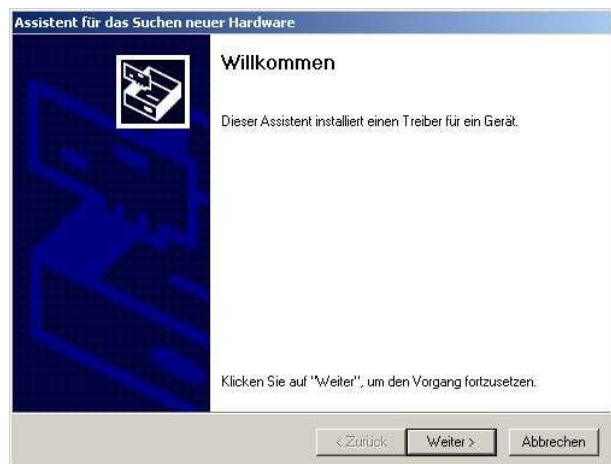 Assistent für das Suchen neuer Hardware
Willkommen
Dieser Assistent installiert einen Treiber für ein Gerät.
Klicken Sie auf "Weiter", um den Vorgang fortzusetzen.
< Zurück
Weiter >
Abbrechen